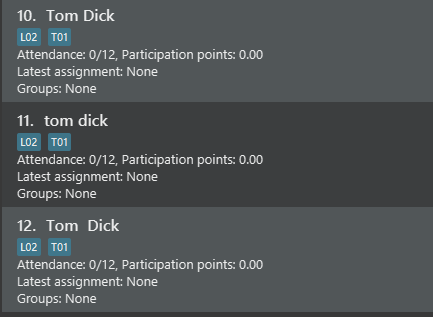 10. Tom Dick
L02 T01
Attendance: 0/12, Participation points: 0.00
Latest assignment: None
Groups: None
11. tom dick
L02 T01
Attendance: 0/12, Participation points: 0.00
Latest assignment: None
Groups: None
12. Tom  Dick
L02 T01
Attendance: 0/12, Participation points: 0.00
Latest assignment: None
Groups: None